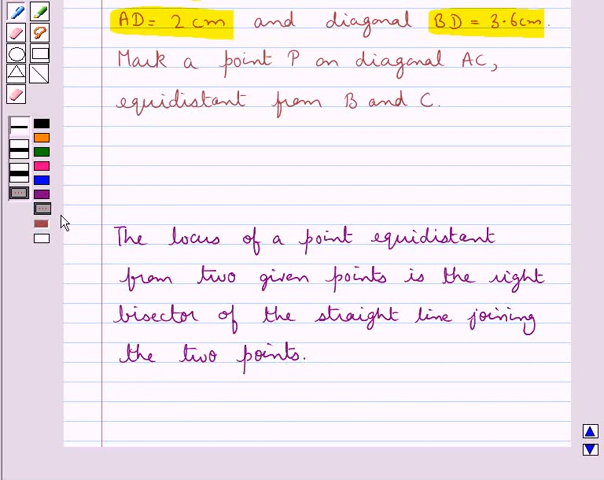 AD = 2 cm and diagonal BD = 3.6cm.
Mark a point P on diagonal AC,
equidistant from B and C.
The locus of a point equidistant
from two given points is the right
bisector of the straight line joining
the two points.